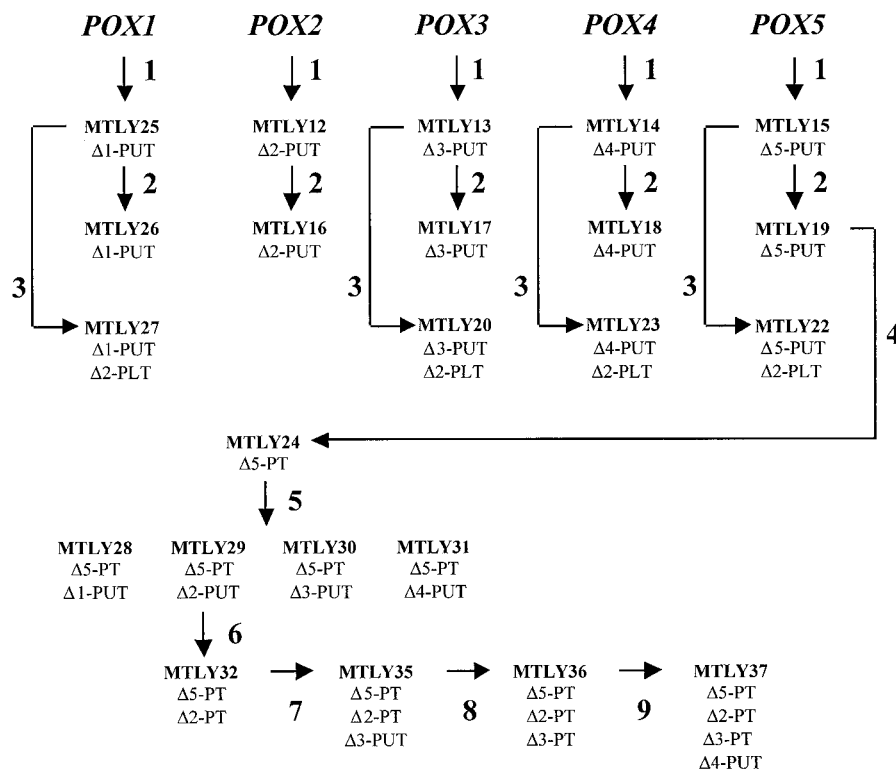 POX1 POX2 POX3 POX4 POX5
1 1 1 1 1
MTLY25 MTLY12 MTLY13 MTLY14 MTLY15
Δ1-PUT Δ2-PUT Δ3-PUT Δ4-PUT Δ5-PUT
2 2 2 2 2
MTLY26 MTLY16 MTLY17 MTLY18 MTLY19
Δ1-PUT Δ2-PUT Δ3-PUT Δ4-PUT Δ5-PUT
3 3 3 3
MTLY27 MTLY20 MTLY23 MTLY22 4
Δ1-PUT Δ3-PUT Δ4-PUT Δ5-PUT
Δ2-PLT Δ2-PLT Δ2-PLT Δ2-PLT
MTLY24
Δ5-PT
5
MTLY28 MTLY29 MTLY30 MTLY31
Δ5-PT Δ5-PT Δ5-PT Δ5-PT
Δ1-PUT Δ2-PUT Δ3-PUT Δ4-PUT
6
MTLY32 MTLY35 MTLY36 MTLY37
Δ5-PT Δ5-PT Δ5-PT Δ5-PT
Δ2-PT 7 Δ2-PT 8 Δ2-PT 9 Δ2-PT
Δ3-PUT Δ3-PT Δ3-PT
Δ4-PUT